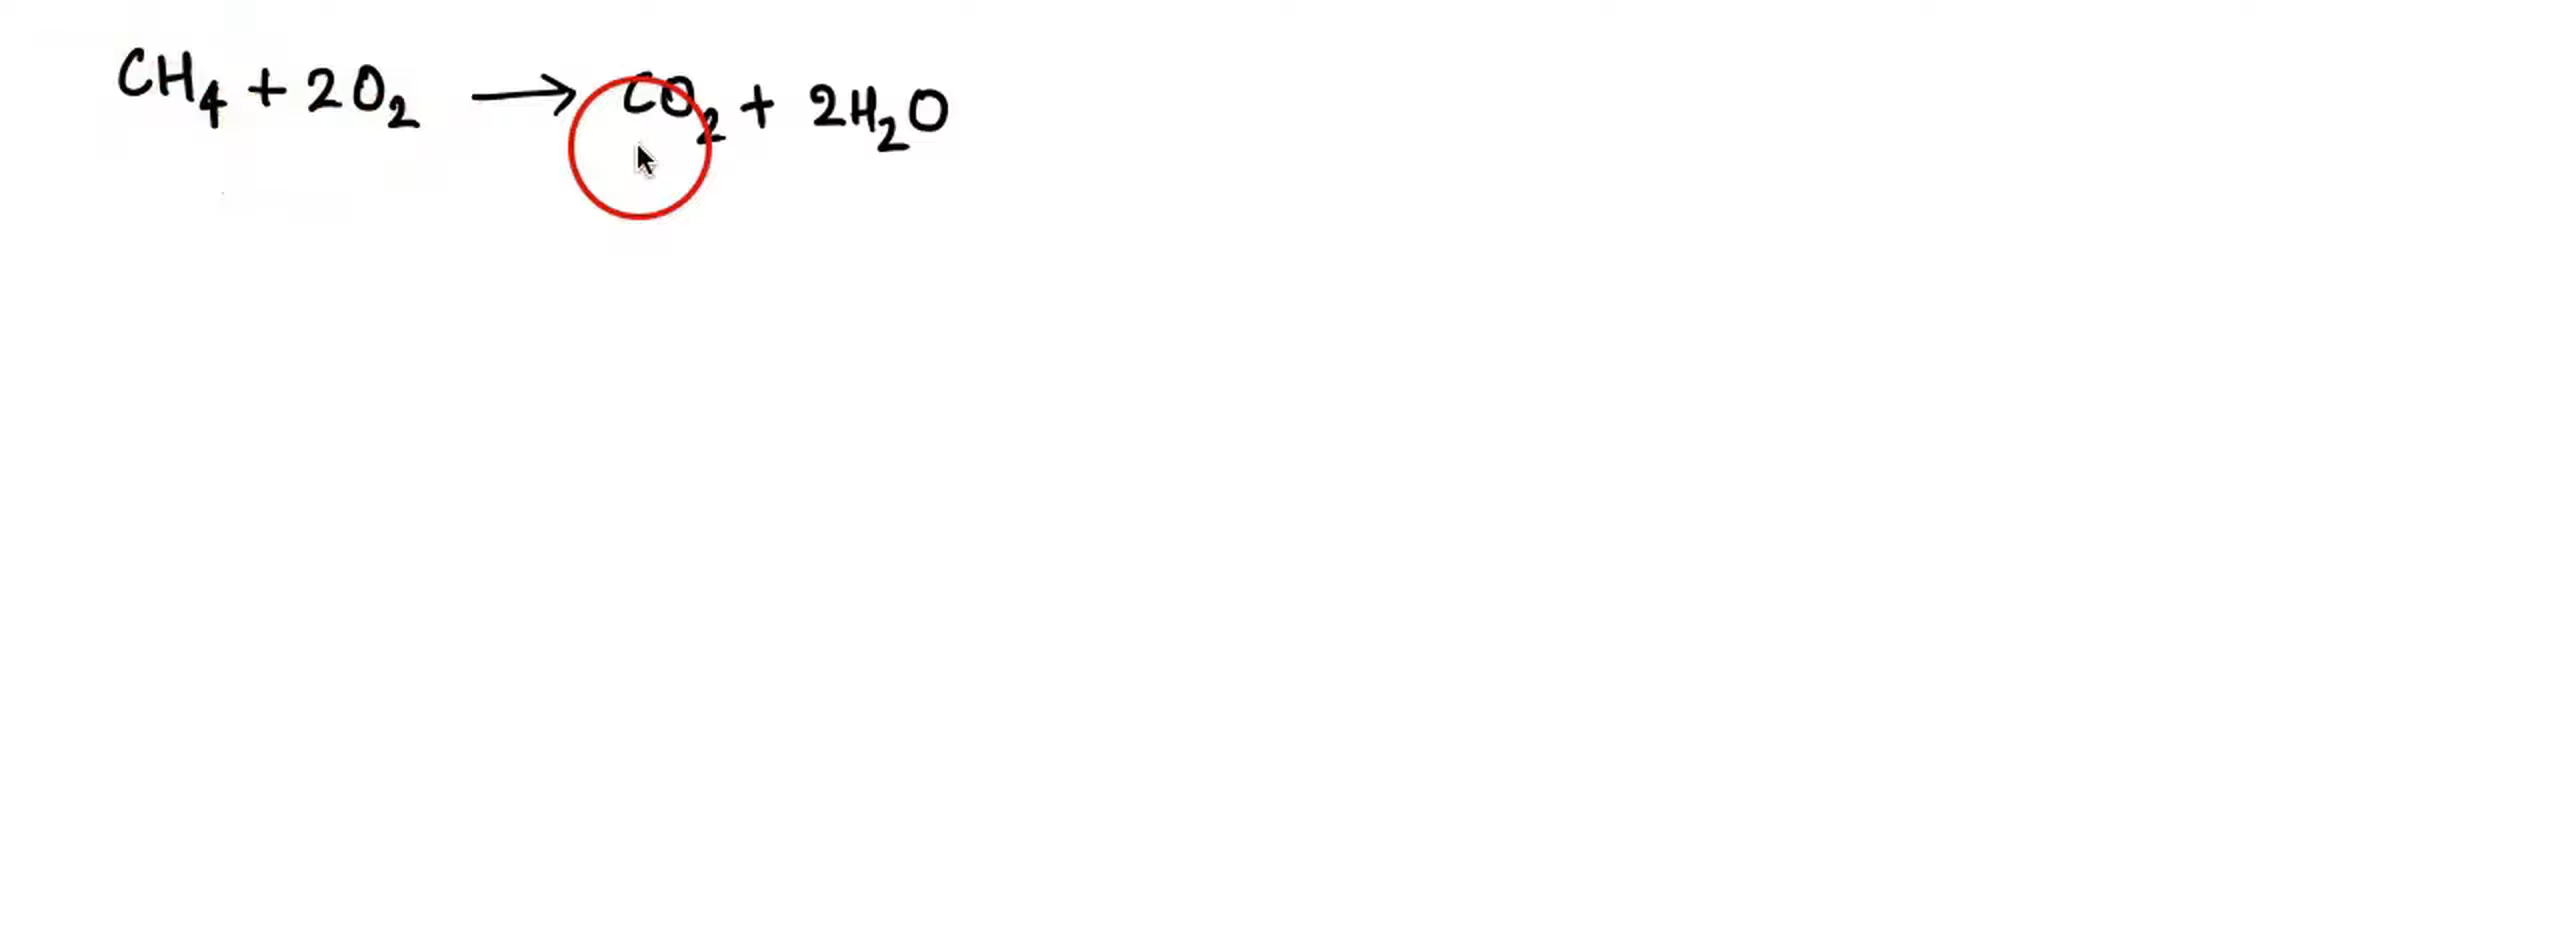 CH₄ + 2O₂ ⟶ CO₂ + 2H₂O